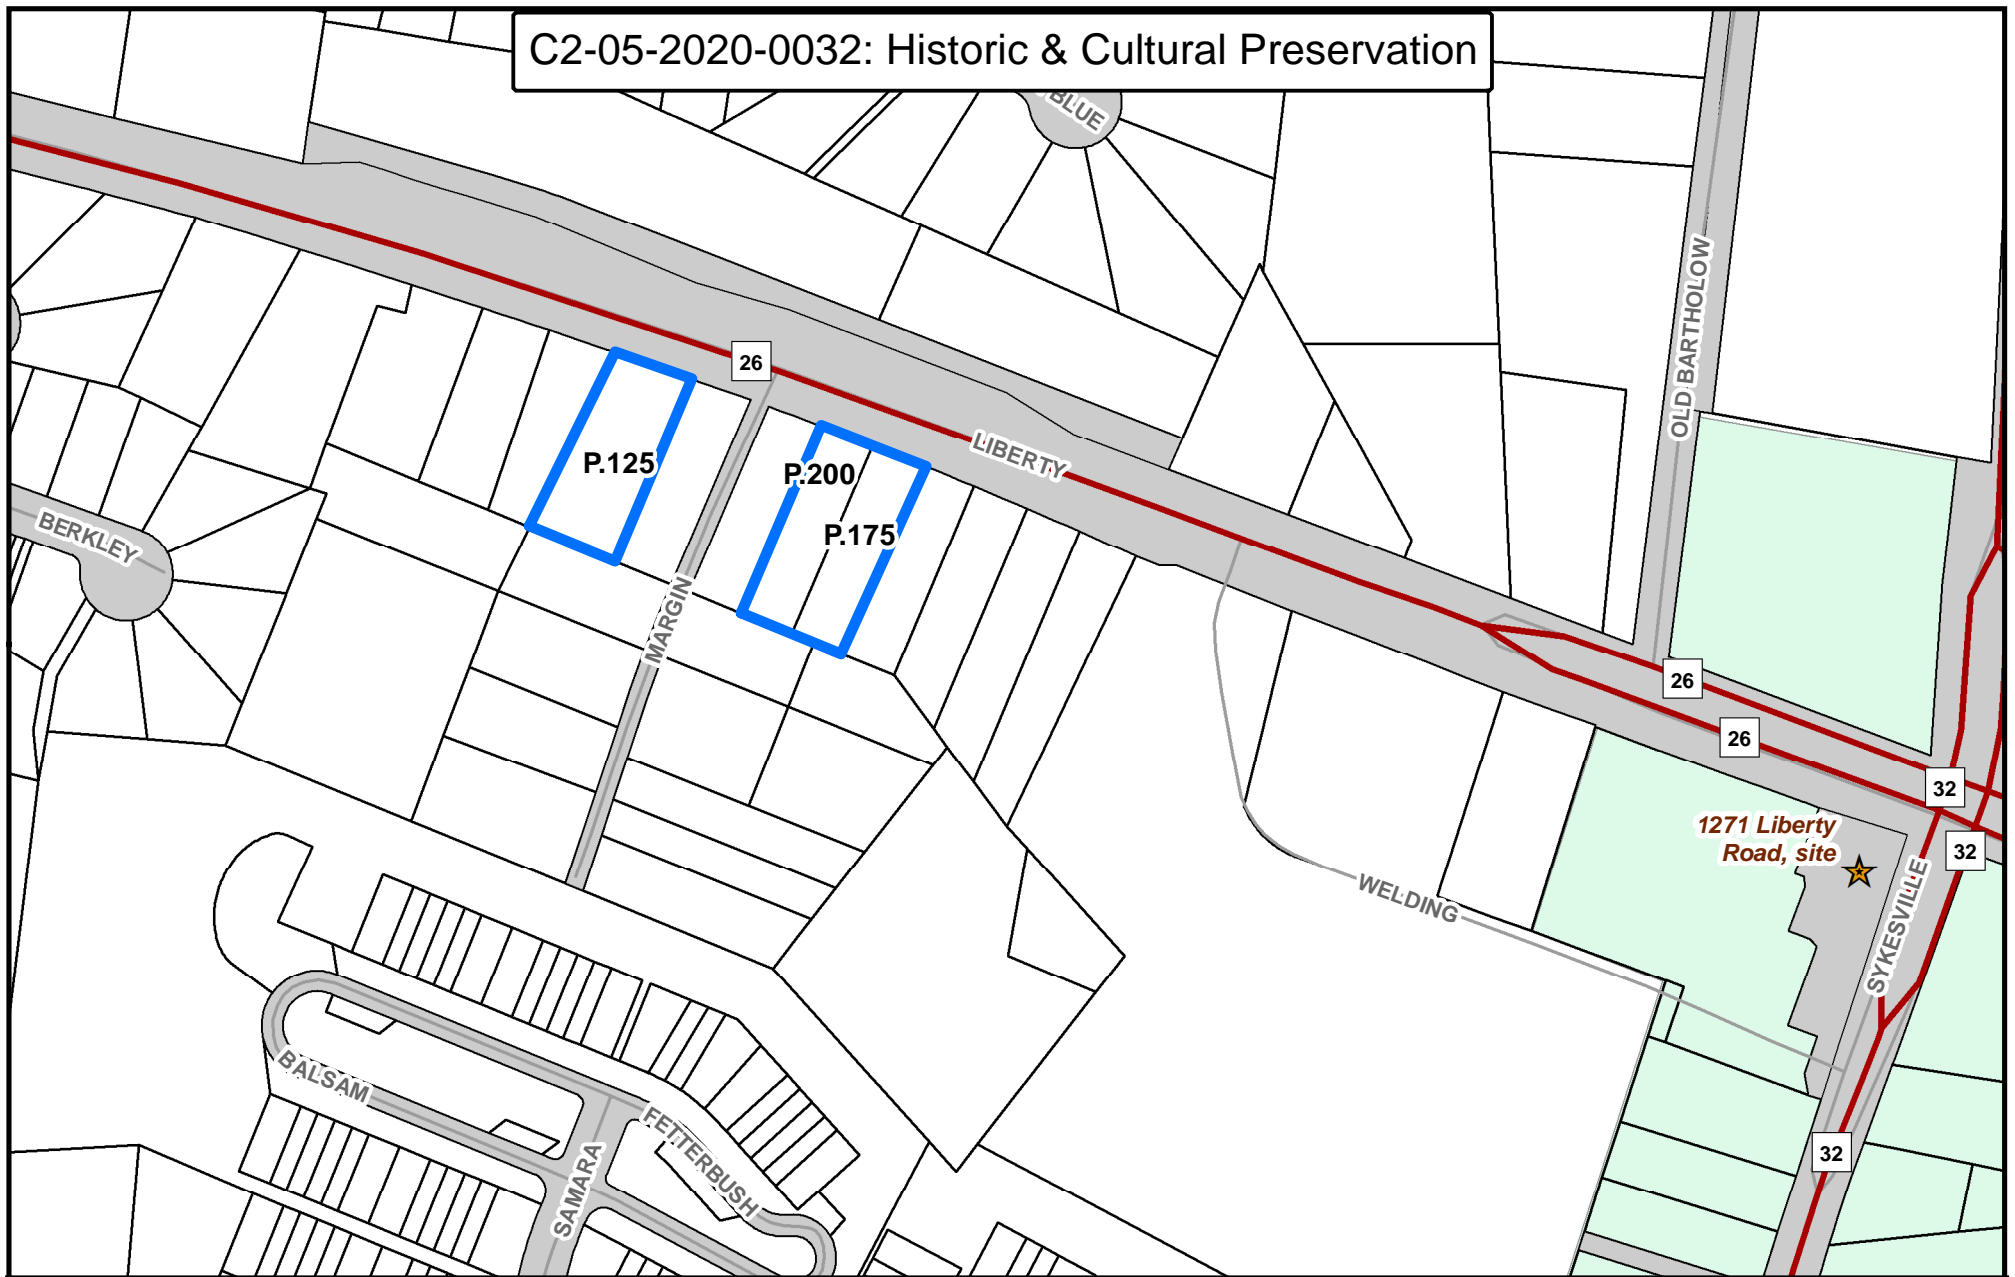 C2-05-2020-0032: Historic & Cultural Preservation
BLUE
OLD BARTHOLOW
26
LIBERTY
P.125
P.200
P.175
BERKLEY
MARGIN
26
26
32
1271 Liberty
Road, site
32
WELDING
SYKESVILLE
BALSAM
FETTERBUSH
SAMARA
32